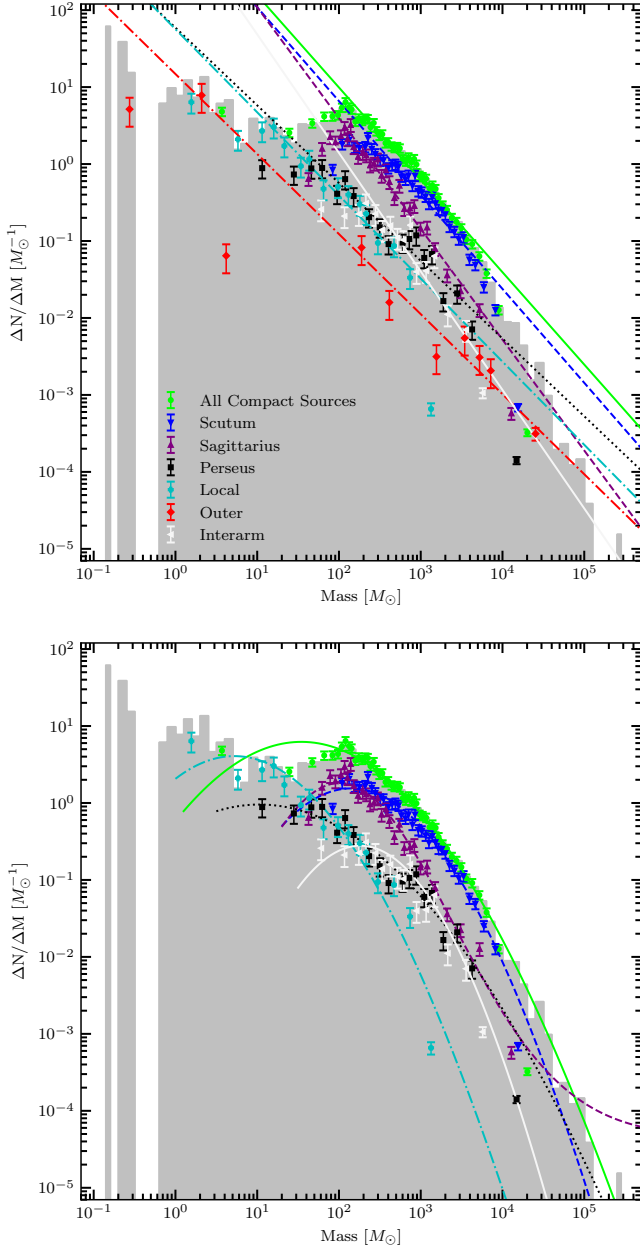 10^2
10^1
10^0
10^{-1}
10^{-2}
10^{-3}
10^{-4}
10^{-5}
ΔN/ΔM [M_⊙^{-1}]
All Compact Sources
Scutum
Sagittarius
Perseus
Local
Outer
Interarm
10^{-1} 10^0 10^1 10^2 10^3 10^4 10^5
Mass [M_⊙]
10^2
10^1
10^0
10^{-1}
10^{-2}
10^{-3}
10^{-4}
10^{-5}
ΔN/ΔM [M_⊙^{-1}]
10^{-1} 10^0 10^1 10^2 10^3 10^4 10^5
Mass [M_⊙]